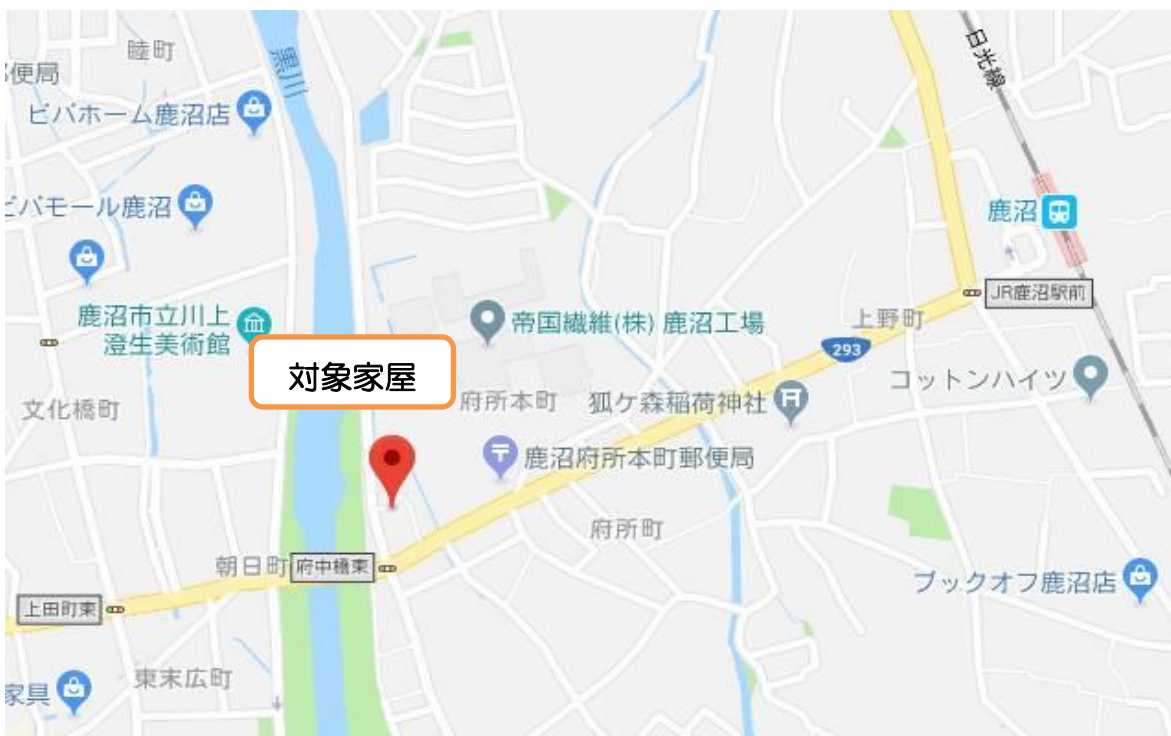 睦町
黒川
日光線
便局
ビバホーム鹿沼店
ビバモール鹿沼
鹿沼
JR鹿沼駅前
鹿沼市立川上
澄生美術館
帝国繊維(株) 鹿沼工場
上野町
293
対象家屋
コットンハイツ
文化橋町
府所本町
狐ケ森稲荷神社
鹿沼府所本町郵便局
府所町
朝日町
府中橋東
ブックオフ鹿沼店
上田町東
東末広町
家具